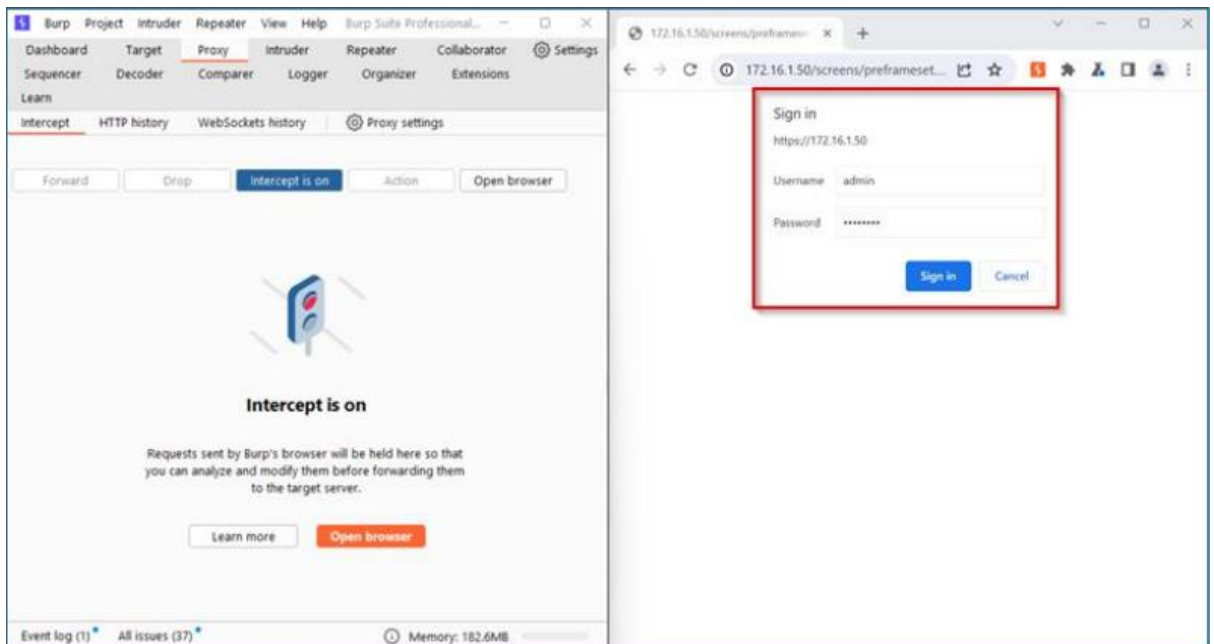 Burp Project Intruder Repeater View Help Burp Suite Professional...
Dashboard Target Proxy Intruder Repeater Collaborator Settings
Sequencer Decoder Comparer Logger Organizer Extensions
Learn
Intercept HTTP history WebSockets history Proxy settings
Forward Drop Intercept is on Action Open browser
Intercept is on
Requests sent by Burp's browser will be held here so that
you can analyze and modify them before forwarding them
to the target server.
Learn more Open browser
Event log (1) All issues (37) Memory: 182.6MB
172.16.1.50/screens/preframese
172.16.1.50/screens/preframeset...
Sign in
https://172.16.1.50
Username admin
Password ••••••••
Sign in Cancel